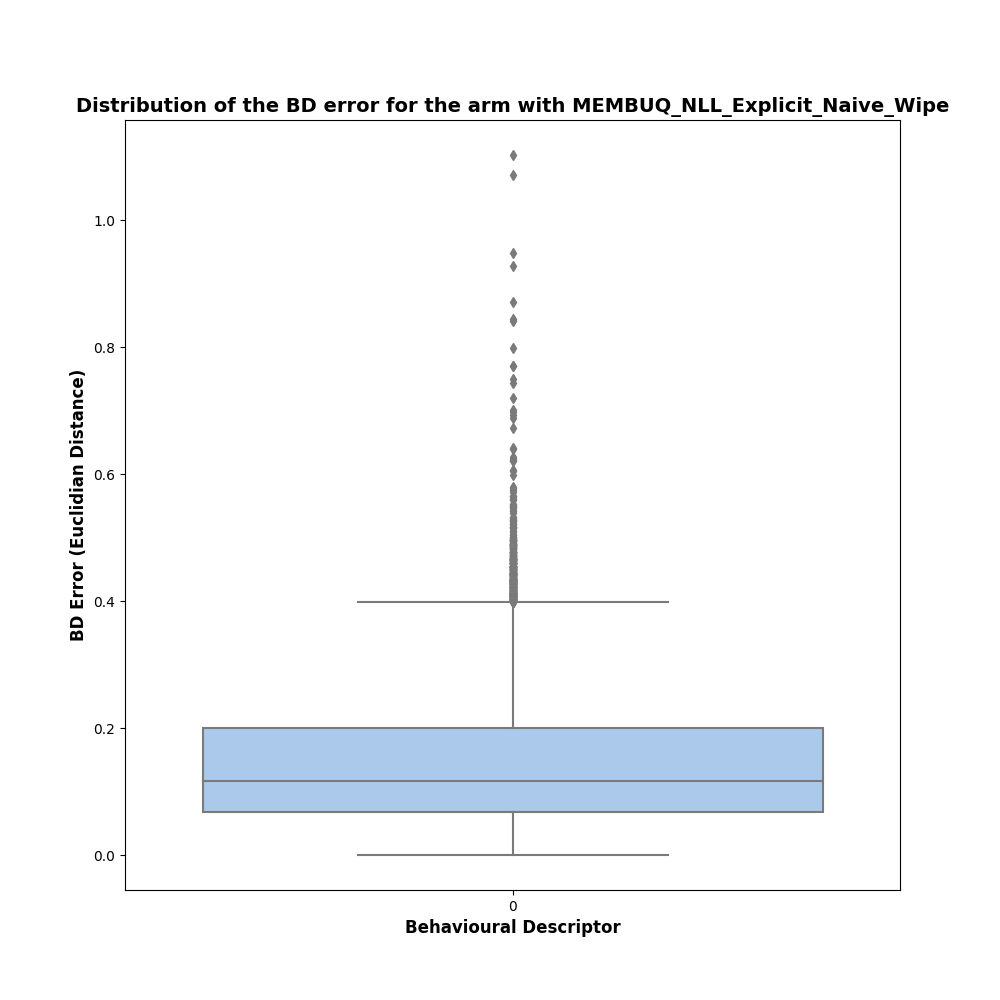 Distribution of the BD error for the arm with MEMBUQ_NLL_Explicit_Naive_Wipe
1.0
0.8
0.6
0.4
0.2
0.0
BD Error (Euclidian Distance)
0
Behavioural Descriptor